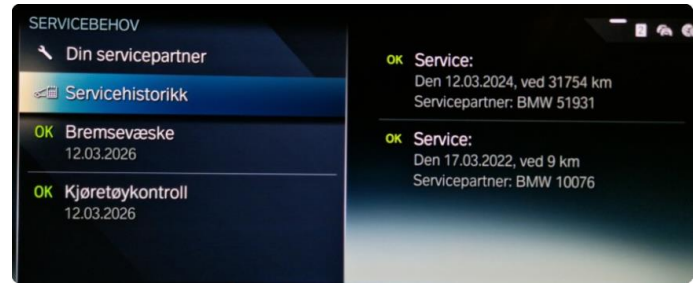 SERVICEBEHOV
Din servicepartner
Servicehistorikk
OK Bremsevæske
12.03.2026
OK Kjøretøykontroll
12.03.2026
2
OK Service:
Den 12.03.2024, ved 31754 km
Servicepartner: BMW 51931
OK Service:
Den 17.03.2022, ved 9 km
Servicepartner: BMW 10076